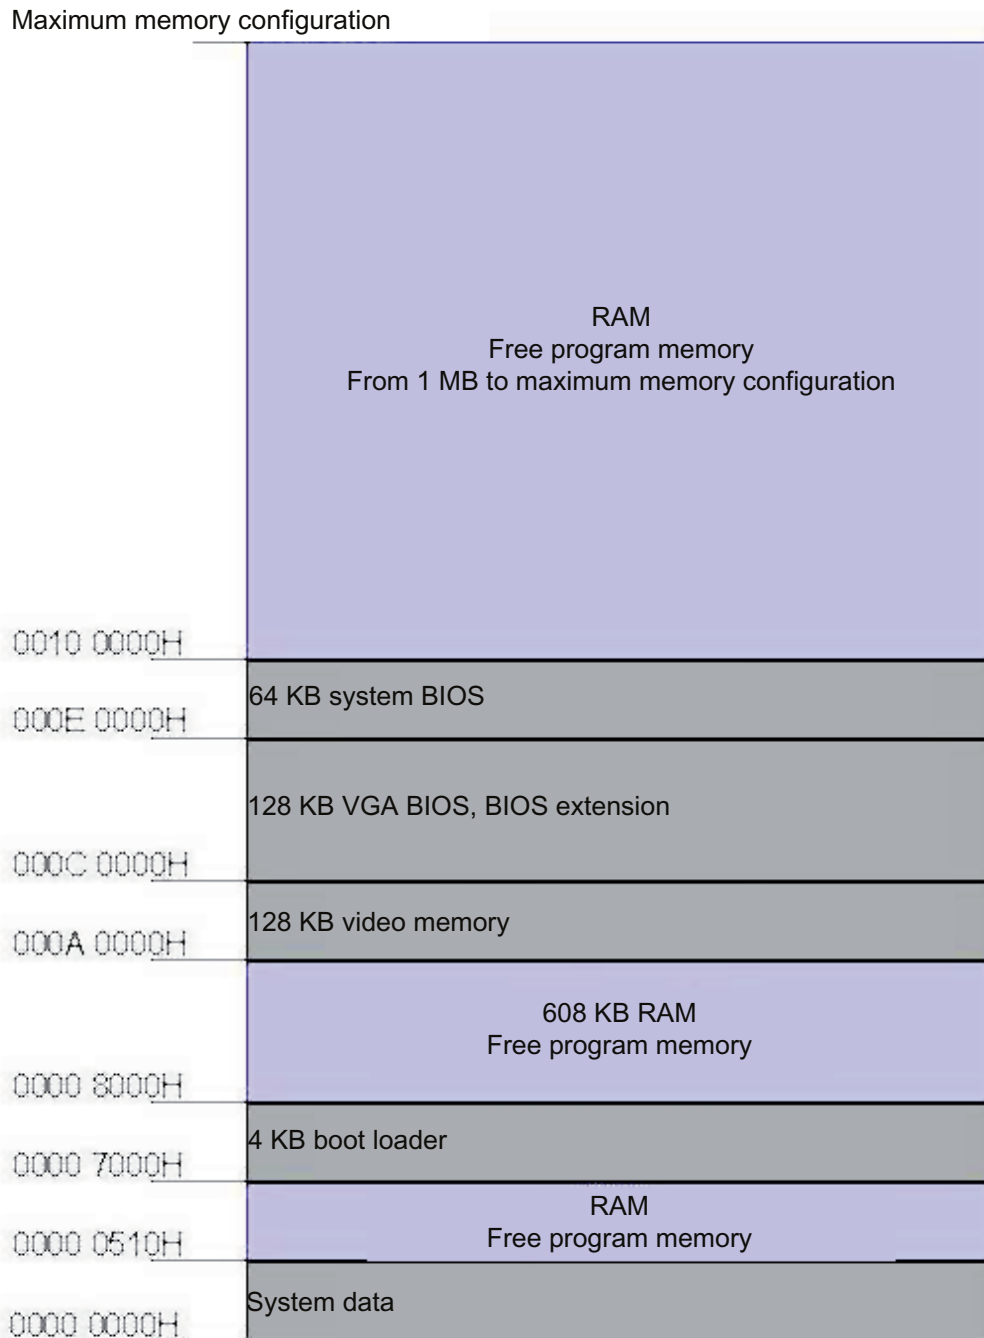 Maximum memory configuration
RAM
Free program memory
From 1 MB to maximum memory configuration
0010 0000H
64 KB system BIOS
000E 0000H
128 KB VGA BIOS, BIOS extension
000C 0000H
128 KB video memory
000A 0000H
608 KB RAM
Free program memory
0000 8000H
4 KB boot loader
0000 7000H
RAM
Free program memory
0000 0510H
System data
0000 0000H